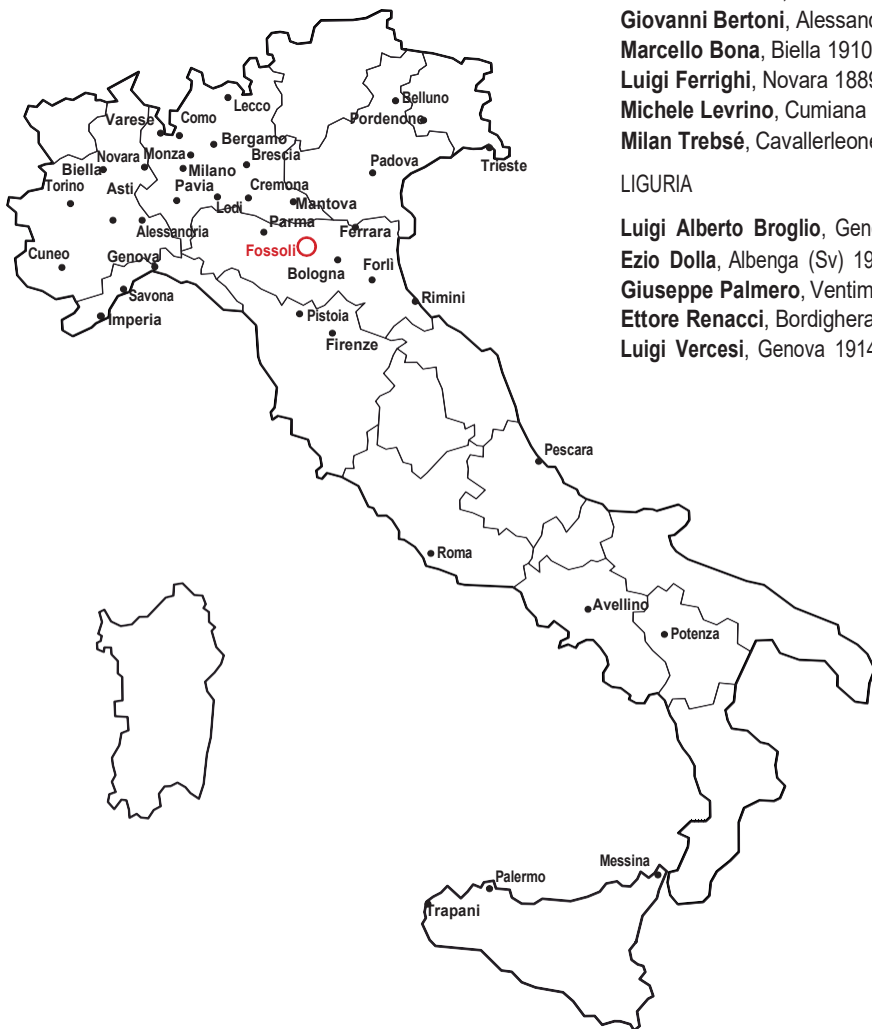 Giovanni Bertoni, Alessand
Marcello Bona, Biella 1910
Luigi Ferrighi, Novara 1889
Michele Levrino, Cumiana
Milan Trebsé, Cavallerleone
LIGURIA
Luigi Alberto Broglio, Gen
Ezio Dolla, Albenga (Sv) 19
Giuseppe Palmero, Ventim
Ettore Renacci, Bordighera
Luigi Vercesi, Genova 1914
Lecco
Belluno
Varese
Como
Pordenone
Bergamo
Novara
Monza
Brescia
Trieste
Biella
Milano
Padova
Torino
Asti
Pavia
Cremona
Lodi
Mantova
Alessandria
Parma
Ferrara
Cuneo
Genova
Fossoli
Bologna
Forlì
Savona
Rimini
Imperia
Pistoia
Firenze
Pescara
Roma
Avellino
Potenza
Messina
Palmero
Trapani